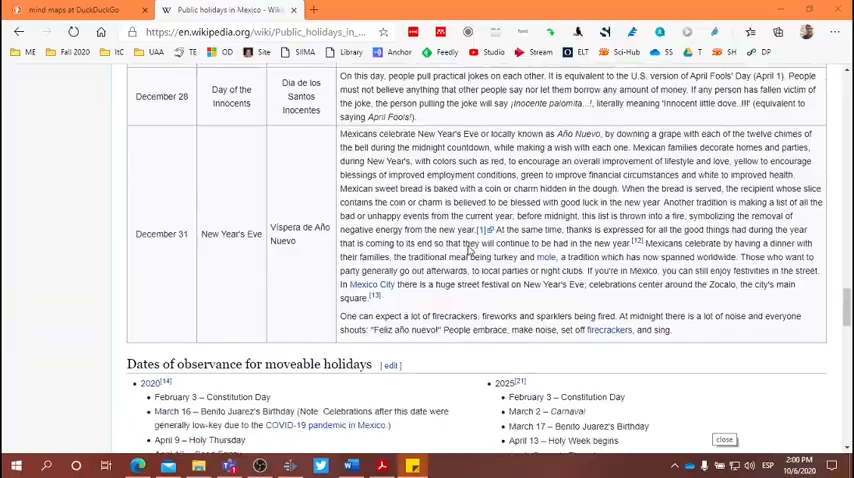 mind maps at DuckDuckGo
Public holidays in Mexico - Wiki
https://en.wikipedia.org/wiki/Public_holidays_in_...
ME Fall 2020 ItC UAA TE OD Site SIIMA Library Anchor Feedly Studio Stream ELT Sci-Hub SH DP
December 28
Day of the
Innocents
Dia de los
Santos
Inocentes
On this day, people pull practical jokes on each other. It is equivalent to the U.S. version of April Fools' Day (April 1). People
must not believe anything that other people say nor let them borrow any amount of money. If any person has fallen victim of
the joke, the person pulling the joke will say ¡Inocente palomita...!, literally meaning 'Innocent little dove..!!!' (equivalent to
saying April Fools!).
December 31
New Year's Eve
Víspera de Año
Nuevo
Mexicans celebrate New Year's Eve or locally known as Año Nuevo, by downing a grape with each of the twelve chimes of
the bell during the midnight countdown, while making a wish with each one. Mexican families decorate homes and parties,
during New Year's, with colors such as red, to encourage an overall improvement of lifestyle and love, yellow to encourage
blessings of improved employment conditions, green to improve financial circumstances and white to improved health.
Mexican sweet bread is baked with a coin or charm hidden in the dough. When the bread is served, the recipient whose slice
contains the coin or charm is believed to be blessed with good luck in the new year. Another tradition is making a list of all the
bad or unhappy events from the current year; before midnight, this list is thrown into a fire, symbolizing the removal of
negative energy from the new year.[1] At the same time, thanks is expressed for all the good things had during the year
that is coming to its end so that they will continue to be had in the new year.[12] Mexicans celebrate by having a dinner with
their families, the traditional meal being turkey and mole, a tradition which has now spanned worldwide. Those who want to
party generally go out afterwards, to local parties or night clubs. If you're in Mexico, you can still enjoy festivities in the street.
In Mexico City there is a huge street festival on New Year's Eve; celebrations center around the Zocalo, the city's main
square.[13]
One can expect a lot of firecrackers, fireworks and sparklers being fired. At midnight there is a lot of noise and everyone
shouts: "Feliz año nuevo!" People embrace, make noise, set off firecrackers, and sing.
Dates of observance for moveable holidays [ edit ]
2020[14]
February 3 – Constitution Day
March 16 – Benito Juarez's Birthday (Note: Celebrations after this date were
generally low-key due to the COVID-19 pandemic in Mexico.)
April 9 – Holy Thursday
2025[21]
February 3 – Constitution Day
March 2 – Carnaval
March 17 – Benito Juarez's Birthday
April 13 – Holy Week begins
close
ESP
2:00 PM
10/6/2020